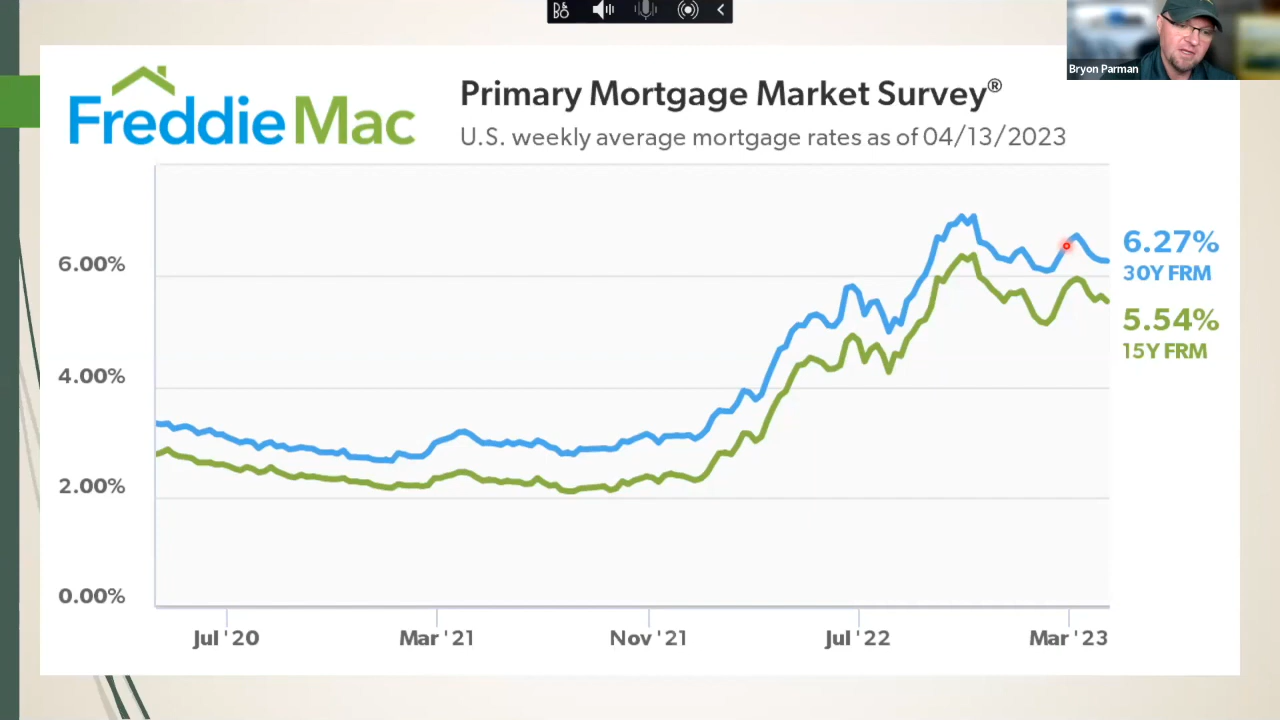 Bryon Parman
Freddie Mac
Primary Mortgage Market Survey®
U.S. weekly average mortgage rates as of 04/13/2023
6.00%
4.00%
2.00%
0.00%
6.27%
30Y FRM
5.54%
15Y FRM
Jul '20
Mar '21
Nov '21
Jul '22
Mar '23